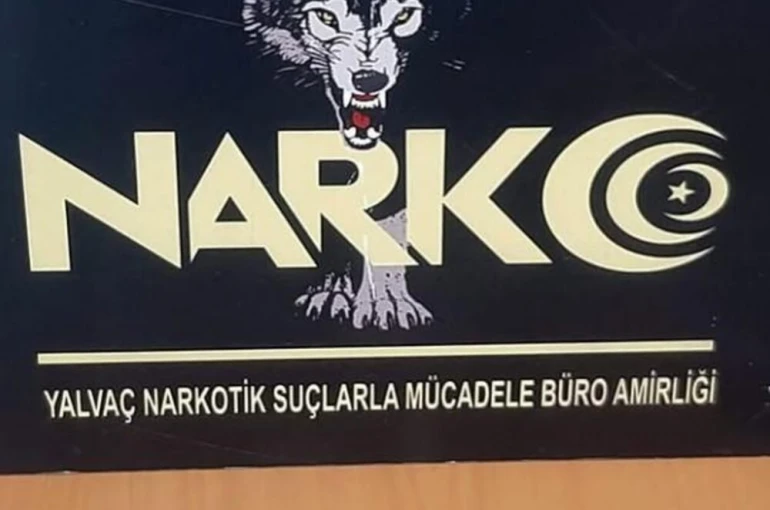 NARKO
YALVAÇ NARKOTİK SUÇLARLA MÜCADELE BÜRO AMİRLİĞİ